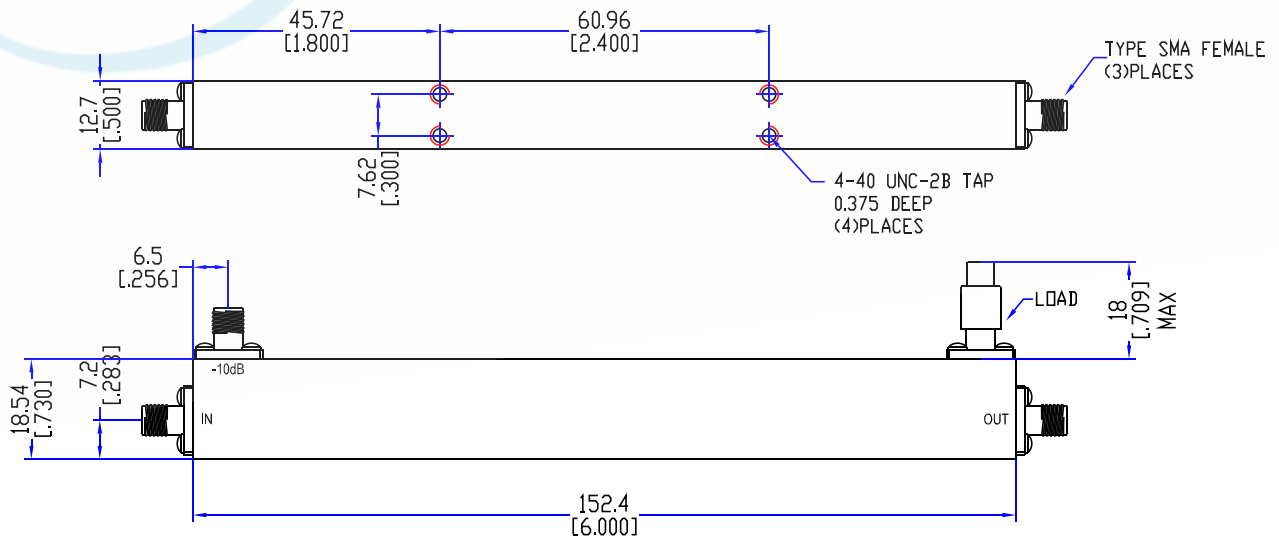 45.72
[1.800]
60.96
[2.400]
TYPE SMA FEMALE
(3)PLACES
12.7
[.500]
7.62
[.300]
4-40 UNC-2B TAP
0.375 DEEP
(4)PLACES
6.5
[.256]
18
[.709]
MAX
LOAD
-10dB
7.2
[.283]
18.54
[.730]
IN
OUT
152.4
[6.000]